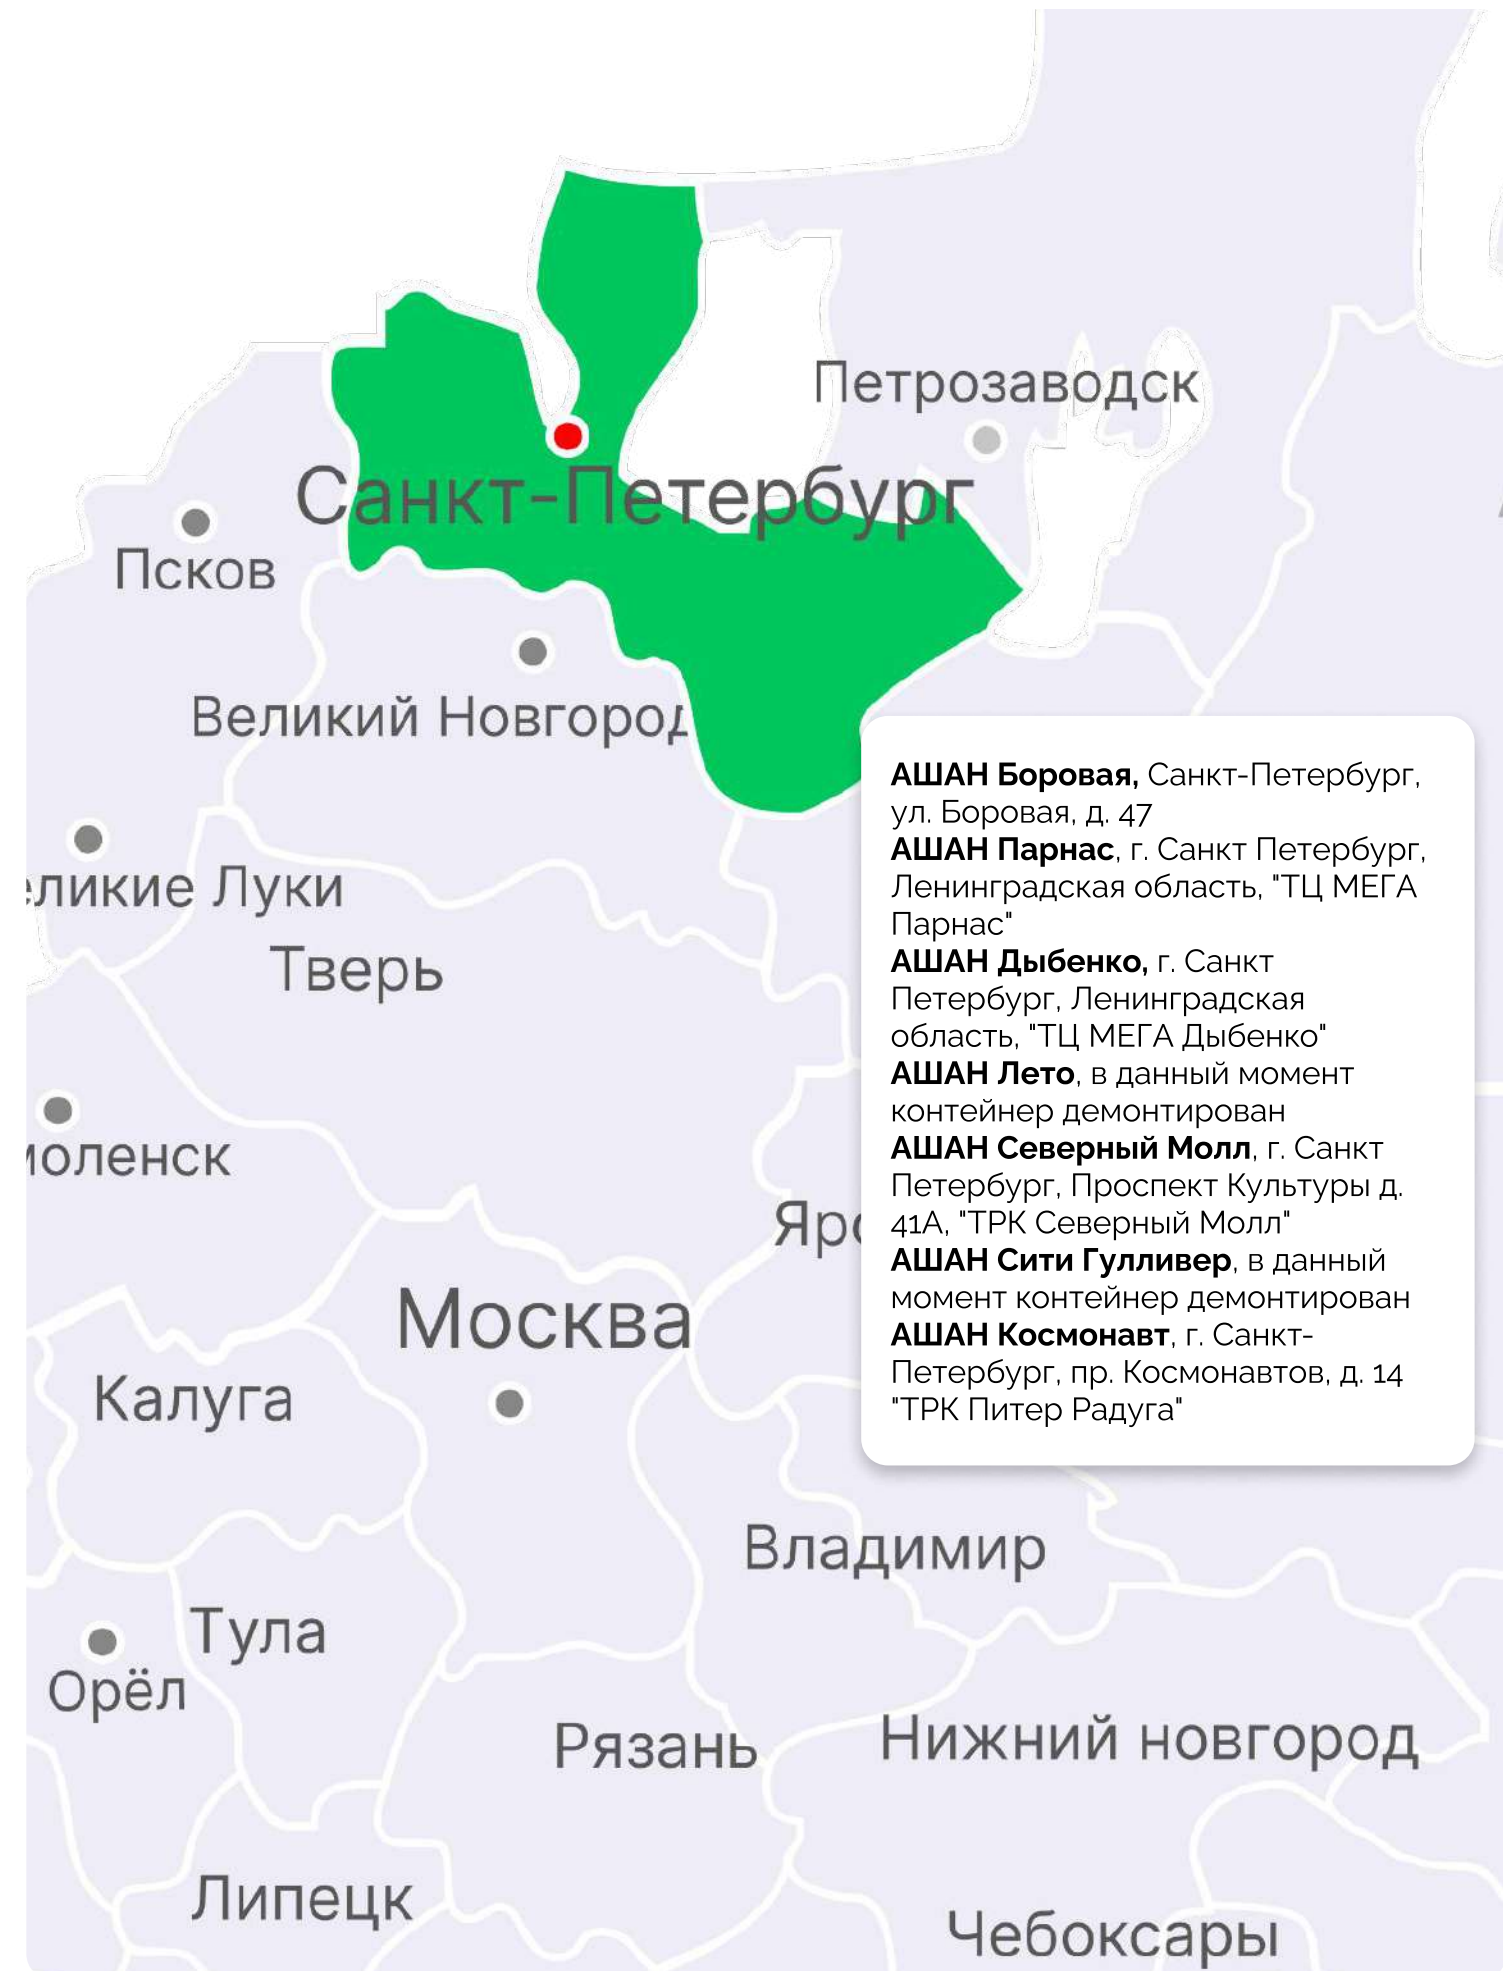 Петрозаводск
Санкт-Петербург
Псков
Великий Новгород
АШАН Боровая, Санкт-Петербург,
ул. Боровая, д. 47
АШАН Парнас, г. Санкт Петербург,
Ленинградская область, "ТЦ МЕГА
Парнас"
АШАН Дыбенко, г. Санкт
Петербург, Ленинградская
область, "ТЦ МЕГА Дыбенко"
АШАН Лето, в данный момент
контейнер демонтирован
АШАН Северный Молл, г. Санкт
Петербург, Проспект Культуры д.
41А, "ТРК Северный Молл"
АШАН Сити Гулливер, в данный
момент контейнер демонтирован
АШАН Космонавт, г. Санкт-
Петербург, пр. Космонавтов, д. 14
"ТРК Питер Радуга"
еликие Луки
Тверь
моленск
Яро
Москва
Калуга
Владимир
Тула
Орёл
Рязань
Нижний новгород
Липецк
Чебоксары